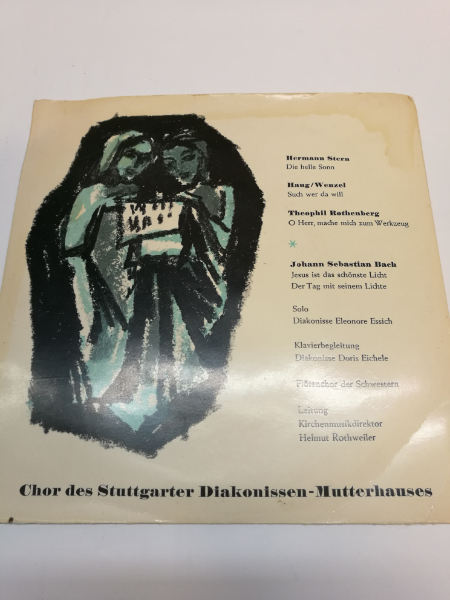 Hermann Stern
Die helle Sonn
Haug/Wenzel
Such wer da will
Theophil Rothenberg
O Herr, mache mich zum Werkzeug
*
Johann Sebastian Bach
Jesus ist das schönste Licht
Der Tag mit seinem Lichte
Solo
Diakonisse Eleonore Essich
Klavierbegleitung
Diakonisse Doris Eichele
Flötenchor der Schwestern
Leitung
Kirchenmusikdirektor
Helmut Rothweiler
Chor des Stuttgarter Diakonissen-Mutterhauses